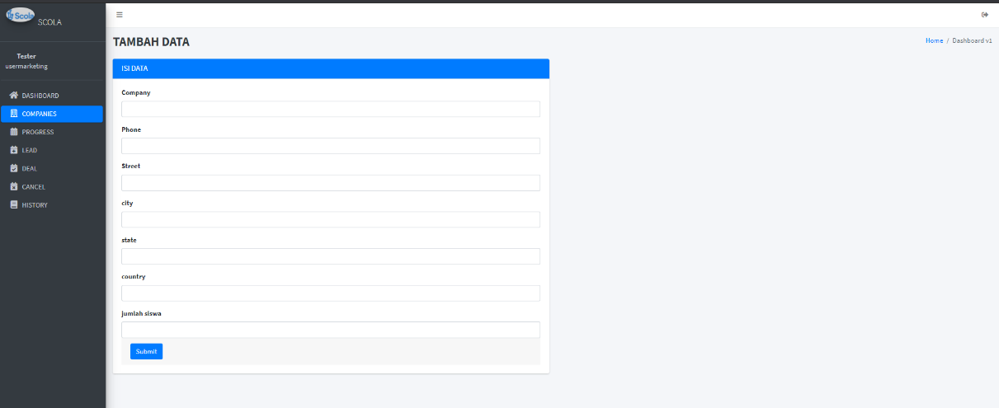 Scola
SCOLA
Tester
usermarketing
DASHBOARD
COMPANIES
PROGRESS
LEAD
DEAL
CANCEL
HISTORY
TAMBAH DATA
Home / Dashboard v1
ISI DATA
Company
Phone
Street
city
state
country
jumlah siswa
Submit